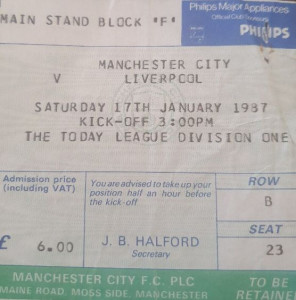 MAIN STAND BLOCK "F"
Philips Major Appliances
Official Club Sponsors
PHILIPS
MANCHESTER CITY
V LIVERPOOL
SATURDAY 17TH JANUARY 1987
KICK-OFF 3:00PM
THE TODAY LEAGUE DIVISION ONE
Admission price
(including VAT)
You are advised to take up your
position half an hour before
the kick-off
ROW
B
£ 6.00
J. B. HALFORD
Secretary
SEAT
23
MANCHESTER CITY F.C. PLC
MAINE ROAD, MOSS SIDE, MANCHESTER
TO BE
RETAINE